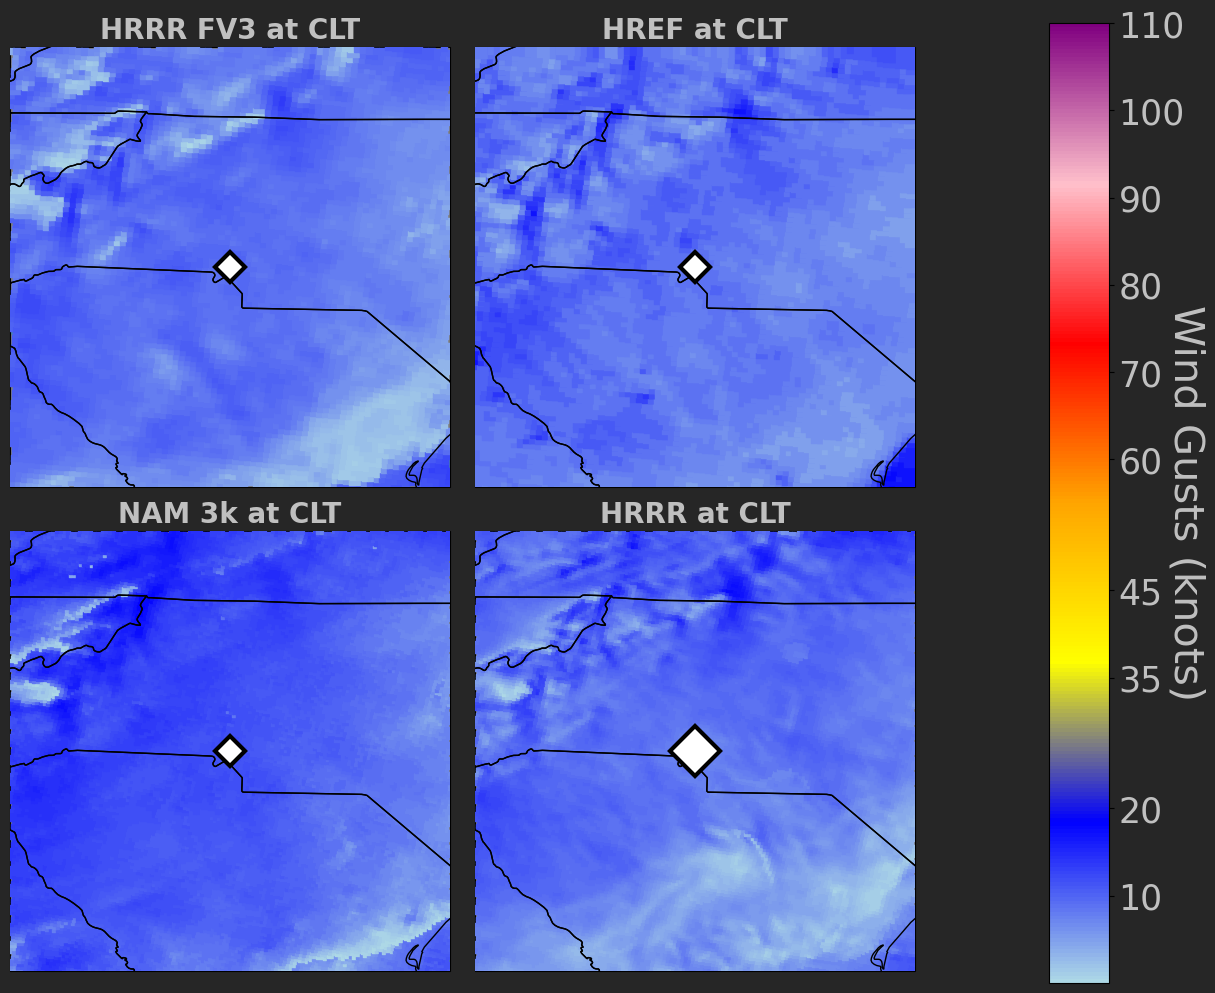 HRRR FV3 at CLT
HREF at CLT
NAM 3k at CLT
HRRR at CLT
110
100
90
80
70
60
45
35
20
10
Wind Gusts (knots)